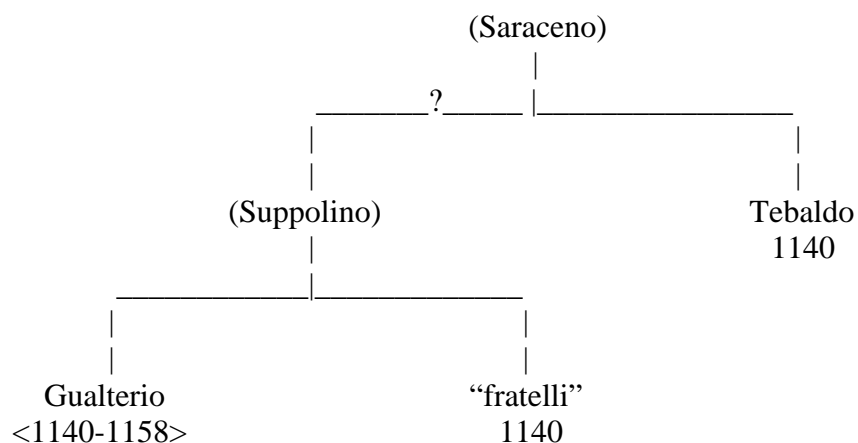 (Saraceno)
?
(Suppolino) Tebaldo
1140
Gualterio “fratelli”
<1140-1158> 1140